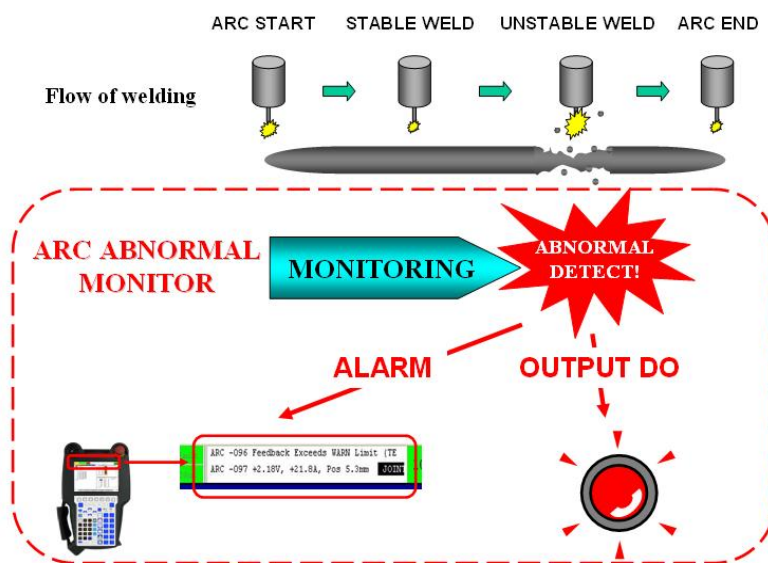 ARC START STABLE WELD UNSTABLE WELD ARC END
Flow of welding
ARC ABNORMAL
MONITOR
MONITORING
ABNORMAL
DETECT!
ALARM
OUTPUT DO
ARC -096 Feedback Exceeds WARN Limit (TE
ARC -097 +2.18V, +21.8A, Pos 5.3mm JOINT